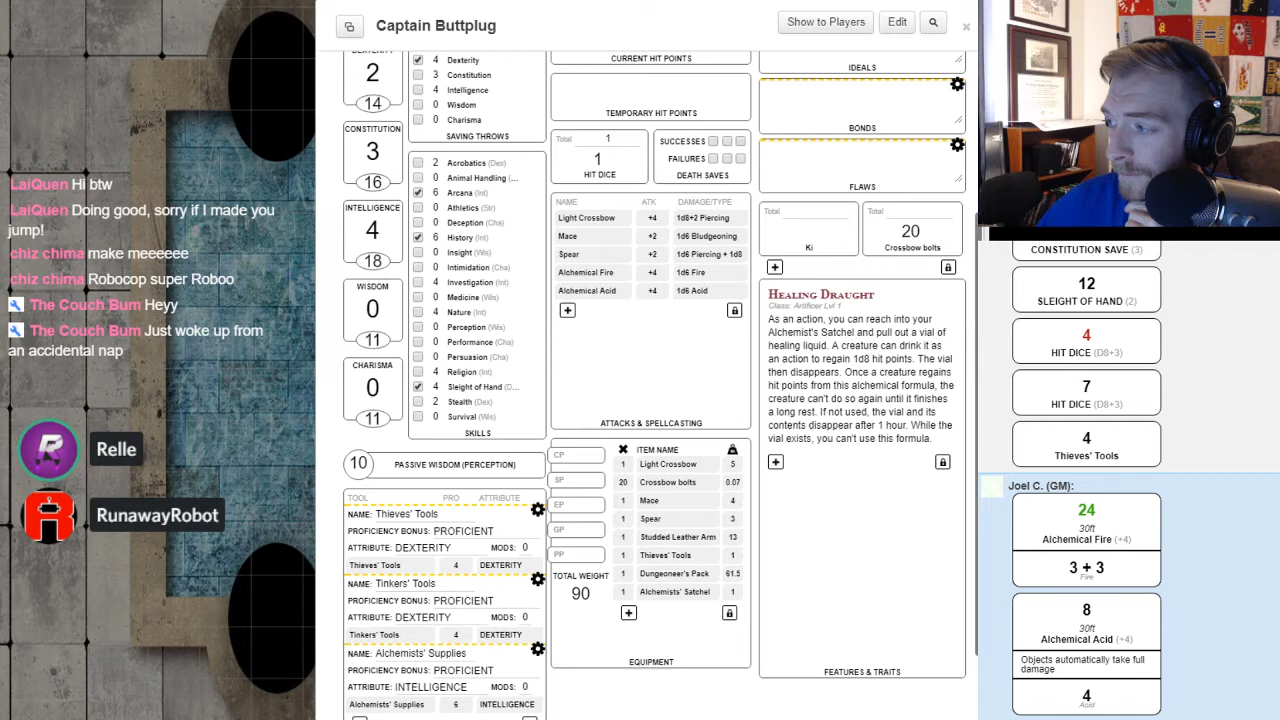 Captain Buttplug
Show to Players
Edit
LaiQuen Hi btw
LaiQuen Doing good, sorry if I made you
jump!
chiz chima make meeeeee
chiz chima Robocop super Roboo
The Couch Bum Heyy
The Couch Bum Just woke up from
an accidental nap
Relle
RunawayRobot
2
14
CONSTITUTION
3
16
INTELLIGENCE
4
18
WISDOM
0
11
CHARISMA
0
11
4 Dexterity
3 Constitution
4 Intelligence
0 Wisdom
0 Charisma
SAVING THROWS
2 Acrobatics (Dex)
0 Animal Handling (...
6 Arcana (Int)
0 Athletics (Str)
0 Deception (Cha)
6 History (Int)
0 Insight (Wis)
0 Intimidation (Cha)
4 Investigation (Int)
0 Medicine (Wis)
4 Nature (Int)
0 Perception (Wis)
0 Performance (Cha)
0 Persuasion (Cha)
4 Religion (Int)
4 Sleight of Hand (D...
2 Stealth (Dex)
0 Survival (Wis)
SKILLS
10 PASSIVE WISDOM (PERCEPTION)
TOOL PRO ATTRIBUTE
NAME: Thieves' Tools
PROFICIENCY BONUS: PROFICIENT
ATTRIBUTE: DEXTERITY MODS: 0
Thieves' Tools 4 DEXTERITY
NAME: Tinkers' Tools
PROFICIENCY BONUS: PROFICIENT
ATTRIBUTE: DEXTERITY MODS: 0
Tinkers' Tools 4 DEXTERITY
NAME: Alchemists' Supplies
PROFICIENCY BONUS: PROFICIENT
ATTRIBUTE: INTELLIGENCE MODS: 0
Alchemists' Supplies 6 INTELLIGENCE
CURRENT HIT POINTS
TEMPORARY HIT POINTS
Total 1
1
HIT DICE
SUCCESSES
FAILURES
DEATH SAVES
NAME ATK DAMAGE/TYPE
Light Crossbow +4 1d8+2 Piercing
Mace +2 1d6 Bludgeoning
Spear +2 1d6 Piercing + 1d8
Alchemical Fire +4 1d6 Fire
Alchemical Acid +4 1d6 Acid
ATTACKS & SPELLCASTING
CP
SP
EP
GP
PP
TOTAL WEIGHT
90
ITEM NAME
1 Light Crossbow 5
20 Crossbow bolts 0.07
1 Mace 4
1 Spear 3
1 Studded Leather Arm 13
1 Thieves' Tools 1
1 Dungeoneer's Pack 61.5
1 Alchemists' Satchel 1
EQUIPMENT
IDEALS
BONDS
FLAWS
Total
Ki
Total
20
Crossbow bolts
HEALING DRAUGHT
Class: Artificer Lvl 1
As an action, you can reach into your
Alchemist's Satchel and pull out a vial of
healing liquid. A creature can drink it as
an action to regain 1d8 hit points. The vial
then disappears. Once a creature regains
hit points from this alchemical formula, the
creature can't do so again until it finishes
a long rest. If not used, the vial and its
contents disappear after 1 hour. While the
vial exists, you can't use this formula.
FEATURES & TRAITS
CONSTITUTION SAVE (3)
12
SLEIGHT OF HAND (2)
4
HIT DICE (D8+3)
7
HIT DICE (D8+3)
4
Thieves' Tools
Joel C. (GM):
24
30ft
Alchemical Fire (+4)
3 + 3
Fire
8
30ft
Alchemical Acid (+4)
Objects automatically take full
damage
4
Acid